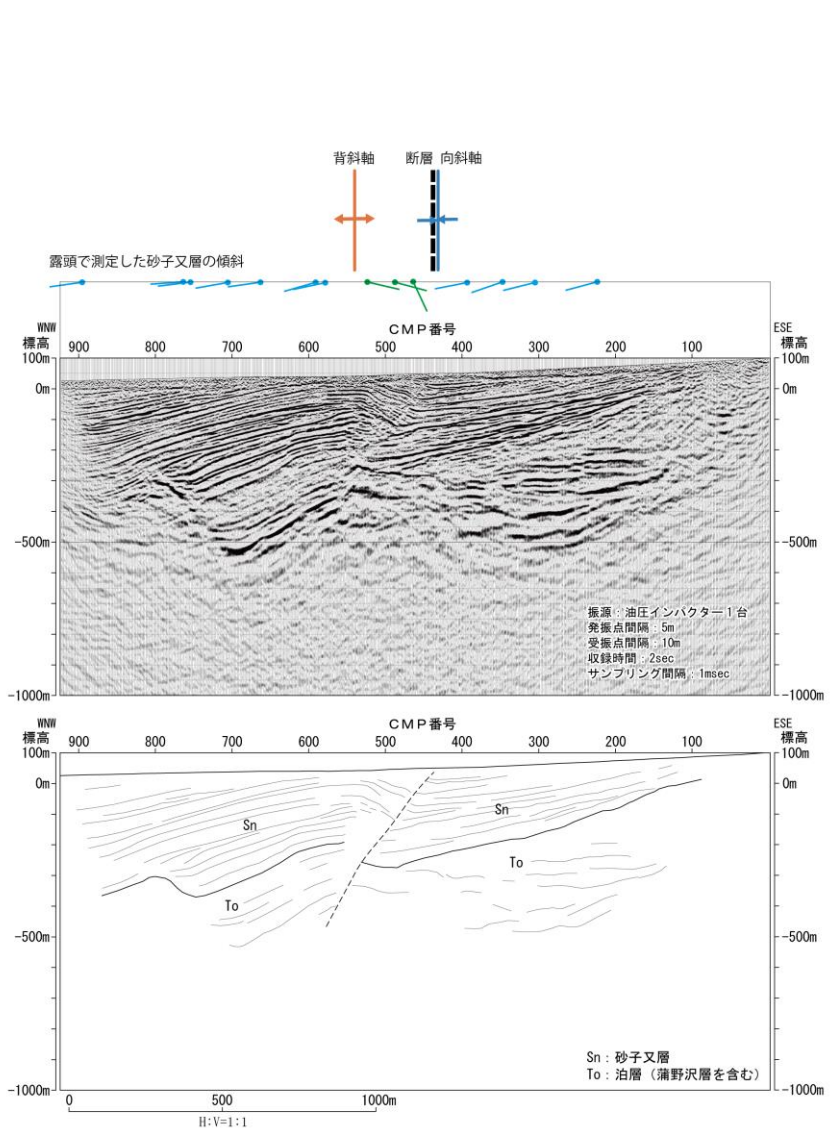 背斜軸 断層 向斜軸
露頭で測定した砂子又層の傾斜
WNW CMP番号 ESE
標高 900 800 700 600 500 400 300 200 100 標高
100m 100m
0m 0m
-500m -500m
振源：油圧インパクター1台
発振点間隔：5m
受振点間隔：10m
収録時間：2sec
サンプリング間隔：1msec
-1000m -1000m
WNW CMP番号 ESE
標高 900 800 700 600 500 400 300 200 100 標高
100m 100m
0m 0m
Sn Sn
To
To
-500m -500m
Sn：砂子又層
To：泊層（蒲野沢層を含む）
-1000m -1000m
0 500 1000m
H:V=1:1